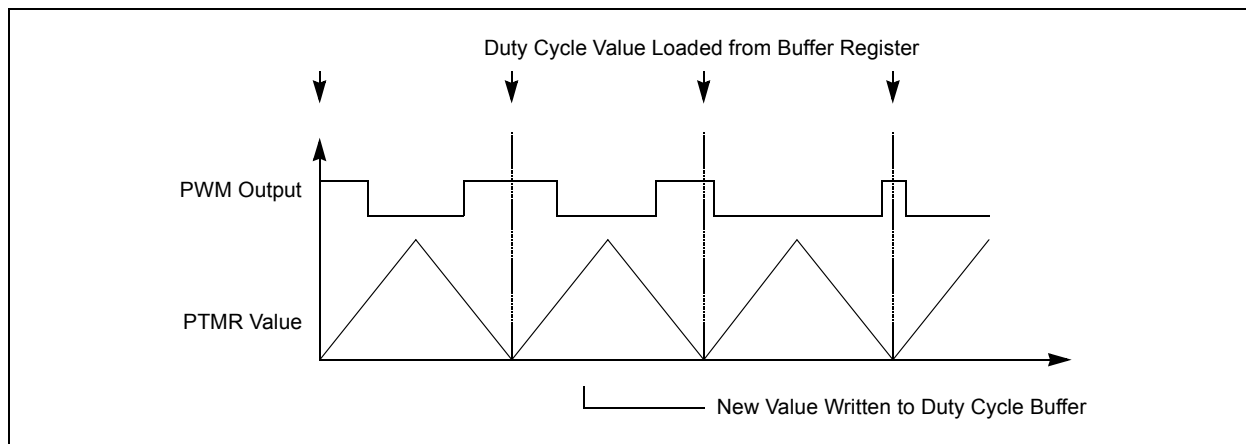 Duty Cycle Value Loaded from Buffer Register
PWM Output
PTMR Value
New Value Written to Duty Cycle Buffer